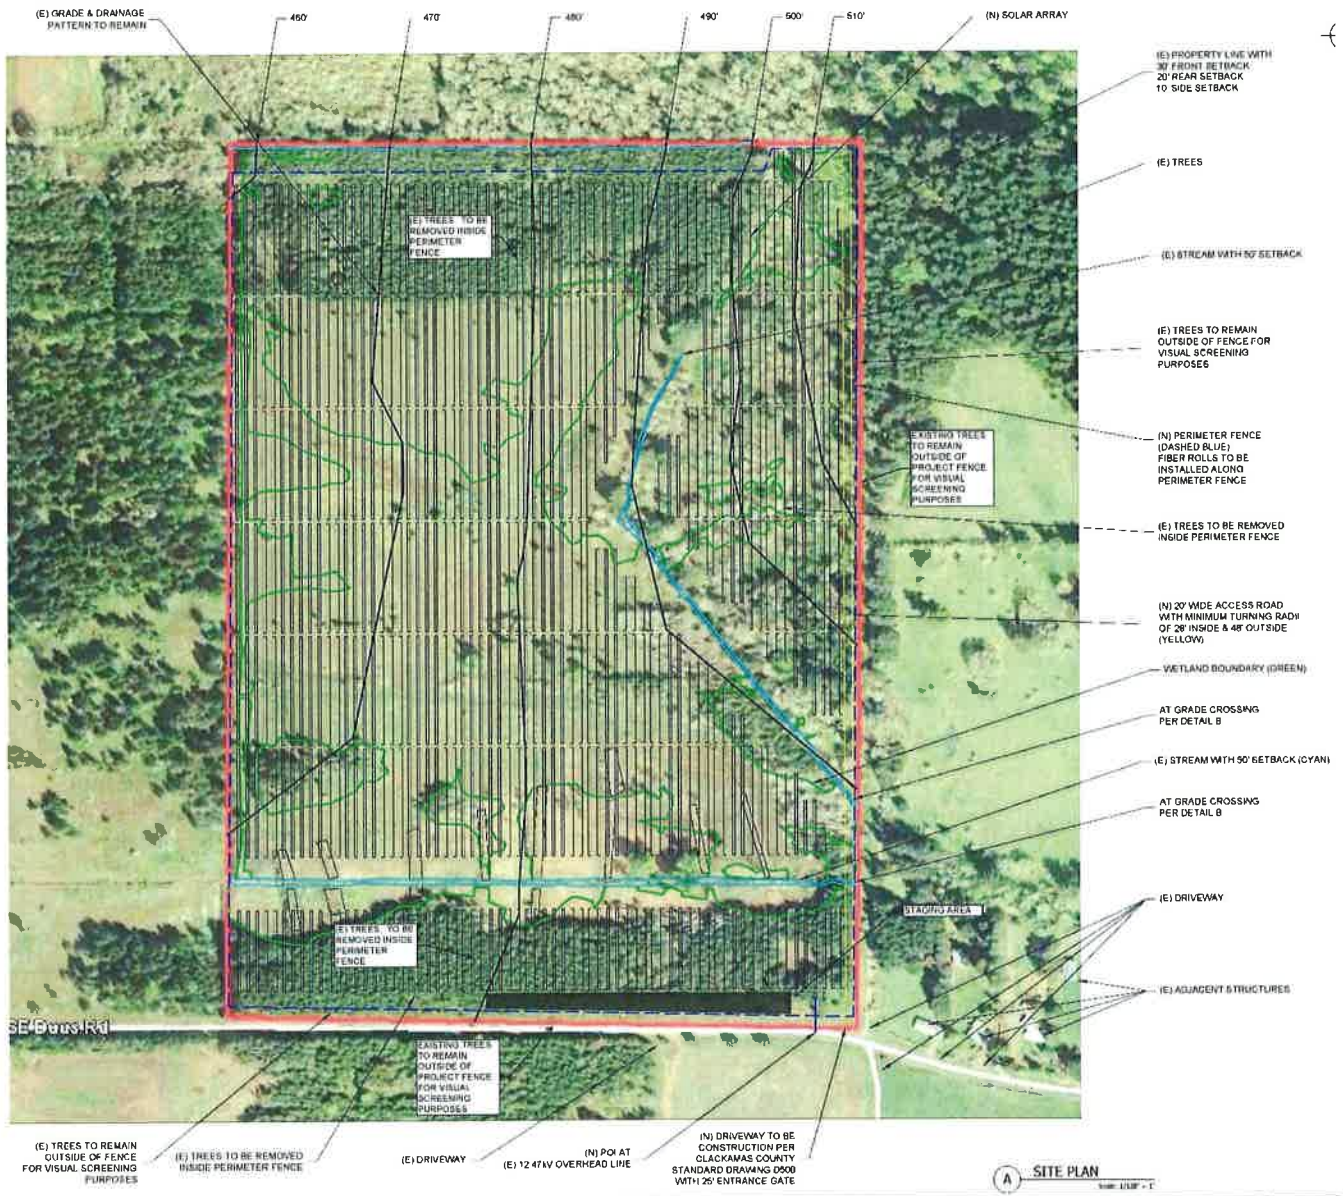 (E) GRADE & DRAINAGE
PATTERN TO REMAIN
460'
470'
480'
490'
500'
510'
(N) SOLAR ARRAY
(E) PROPERTY LINE WITH
30' FRONT SETBACK
20' REAR SETBACK
10' SIDE SETBACK
(E) TREES
(E) STREAM WITH 50' SETBACK
(E) TREES TO REMAIN
OUTSIDE OF FENCE FOR
VISUAL SCREENING
PURPOSES
(N) PERIMETER FENCE
(DASHED BLUE)
FIBER ROLLS TO BE
INSTALLED ALONG
PERIMETER FENCE
(E) TREES TO BE REMOVED
INSIDE PERIMETER FENCE
(N) 20' WIDE ACCESS ROAD
WITH MINIMUM TURNING RADII
OF 28' INSIDE & 48' OUTSIDE
(YELLOW)
WETLAND BOUNDARY (GREEN)
AT GRADE CROSSING
PER DETAIL B
(E) STREAM WITH 50' SETBACK (CYAN)
AT GRADE CROSSING
PER DETAIL B
(E) DRIVEWAY
(E) ADJACENT STRUCTURES
(E) TREES TO BE
REMOVED INSIDE
PERIMETER
FENCE
EXISTING TREES
TO REMAIN
OUTSIDE OF
PROJECT FENCE
FOR VISUAL
SCREENING
PURPOSES
STAGING AREA
(E) TREES TO BE
REMOVED INSIDE
PERIMETER
FENCE
SE Dous Rd
EXISTING TREES
TO REMAIN
OUTSIDE OF
PROJECT FENCE
FOR VISUAL
SCREENING
PURPOSES
(E) TREES TO REMAIN
OUTSIDE OF FENCE
FOR VISUAL SCREENING
PURPOSES
(E) TREES TO BE REMOVED
INSIDE PERIMETER FENCE
(E) DRIVEWAY
(N) POI AT
(E) 12.47kV OVERHEAD LINE
(N) DRIVEWAY TO BE
CONSTRUCTION PER
CLACKAMAS COUNTY
STANDARD DRAWING D500
WITH 25' ENTRANCE GATE
A
SITE PLAN